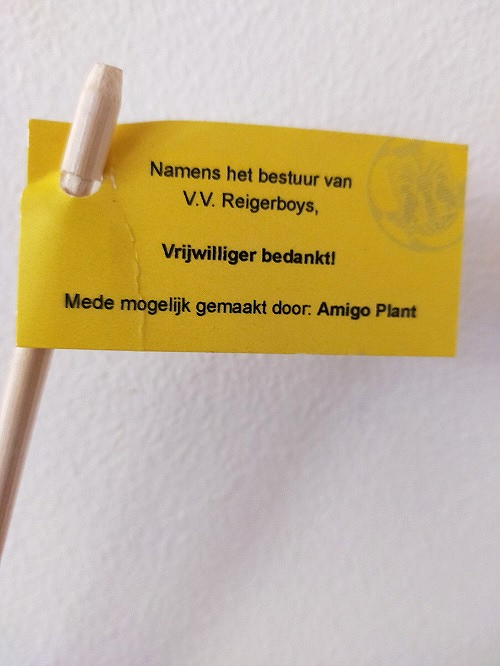 Namens het bestuur van
V.V. Reigerboys,
Vrijwilliger bedankt!
Mede mogelijk gemaakt door: Amigo Plant